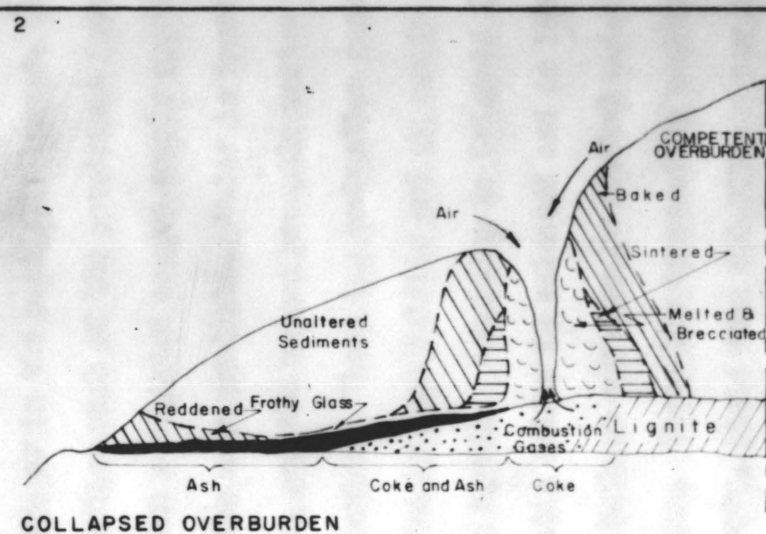 2
COMPETENT
OVERBURDEN
Air
Baked
Air
Sintered
Melted &
Brecciated
Unaltered
Sediments
Reddened
Frothy Glass
Combustion
Gases
Lignite
Ash
Coke and Ash
Coke
COLLAPSED OVERBURDEN